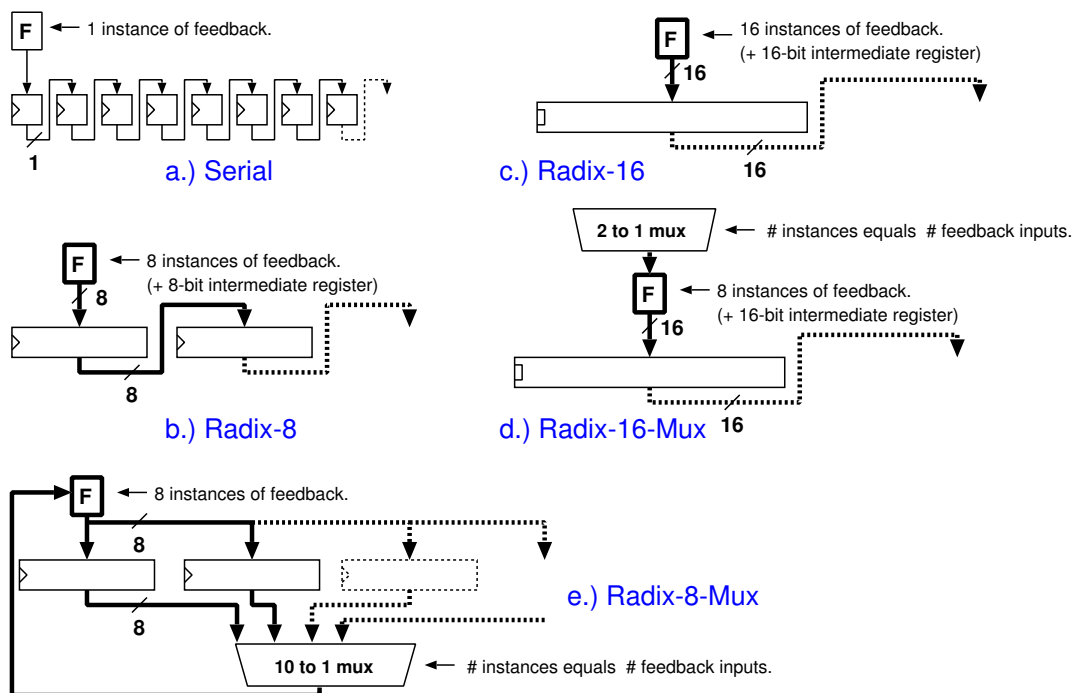 F
1 instance of feedback.
1
a.) Serial
F
16 instances of feedback.
(+ 16-bit intermediate register)
16
16
c.) Radix-16
F
8 instances of feedback.
(+ 8-bit intermediate register)
8
8
b.) Radix-8
2 to 1 mux
# instances equals # feedback inputs.
F
8 instances of feedback.
(+ 16-bit intermediate register)
16
16
d.) Radix-16-Mux
F
8 instances of feedback.
8
8
e.) Radix-8-Mux
10 to 1 mux
# instances equals # feedback inputs.